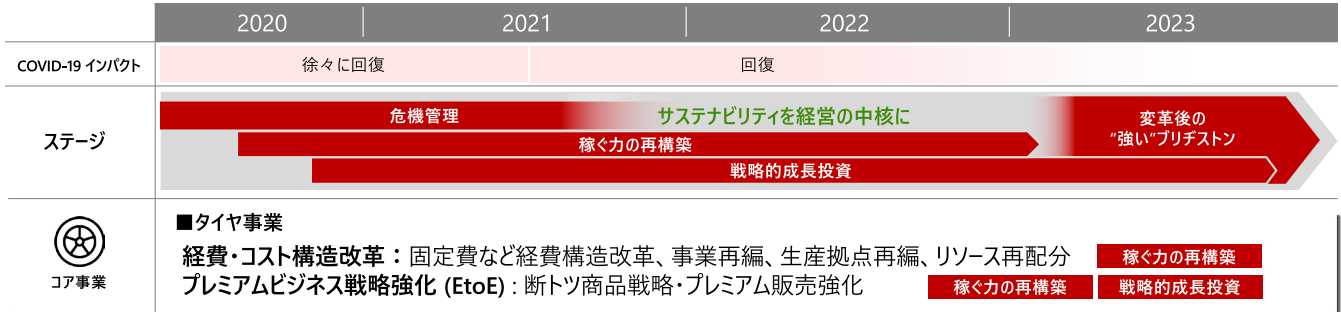 2020 2021 2022 2023
COVID-19 インパクト 徐々に回復 回復
ステージ
危機管理 サステナビリティを経営の中核に
稼ぐ力の再構築
戦略的成長投資
変革後の
“強い”ブリヂストン
コア事業
■タイヤ事業
経費・コスト構造改革：固定費など経費構造改革、事業再編、生産拠点再編、リソース再配分 稼ぐ力の再構築
プレミアムビジネス戦略強化 (EtoE) : 断トツ商品戦略・プレミアム販売強化 稼ぐ力の再構築 戦略的成長投資